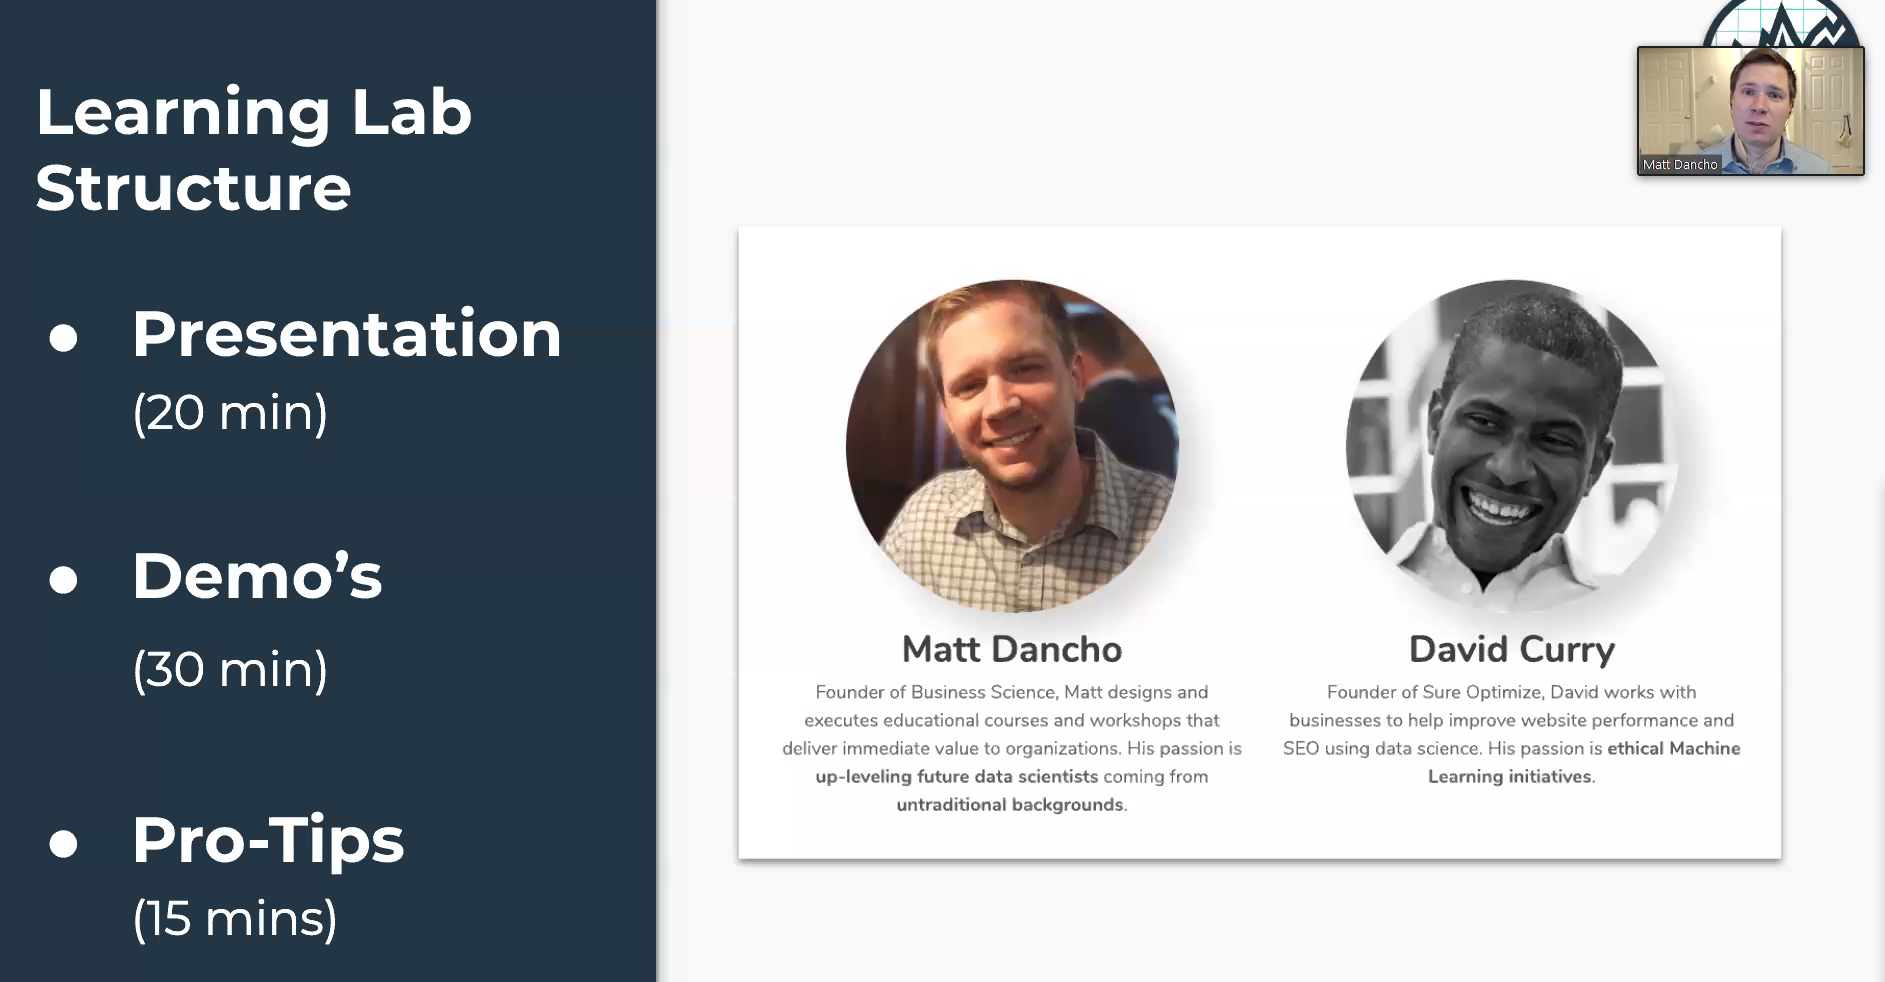 Learning Lab
Structure
● Presentation
(20 min)
● Demo’s
(30 min)
● Pro-Tips
(15 mins)
Matt Dancho
Matt Dancho
Founder of Business Science, Matt designs and
executes educational courses and workshops that
deliver immediate value to organizations. His passion is
up-leveling future data scientists coming from
untraditional backgrounds.
David Curry
Founder of Sure Optimize, David works with
businesses to help improve website performance and
SEO using data science. His passion is ethical Machine
Learning initiatives.